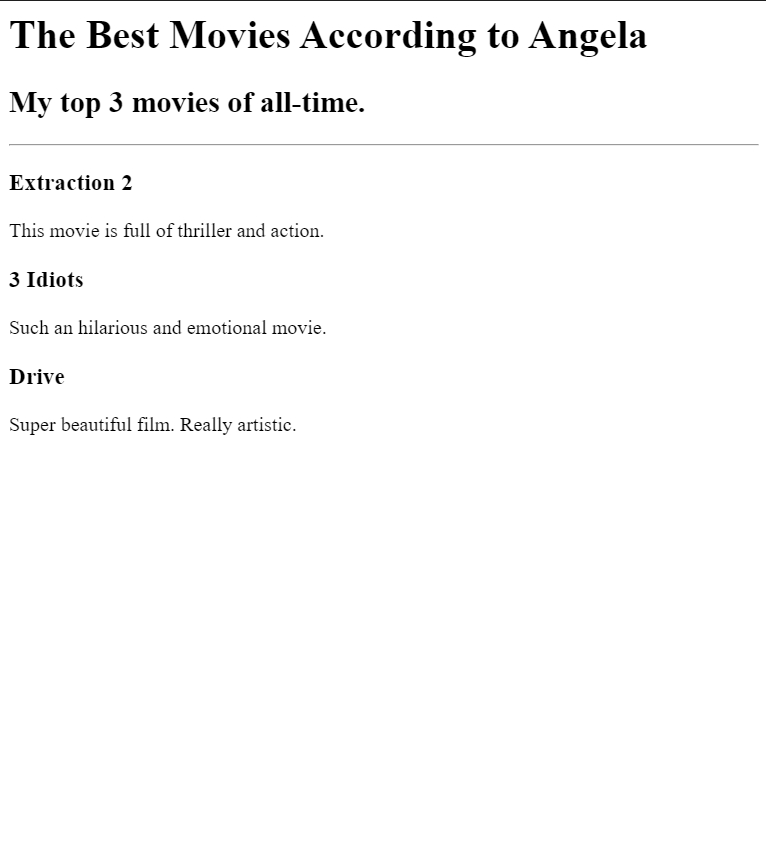 The Best Movies According to Angela
My top 3 movies of all-time.
Extraction 2
This movie is full of thriller and action.
3 Idiots
Such an hilarious and emotional movie.
Drive
Super beautiful film. Really artistic.